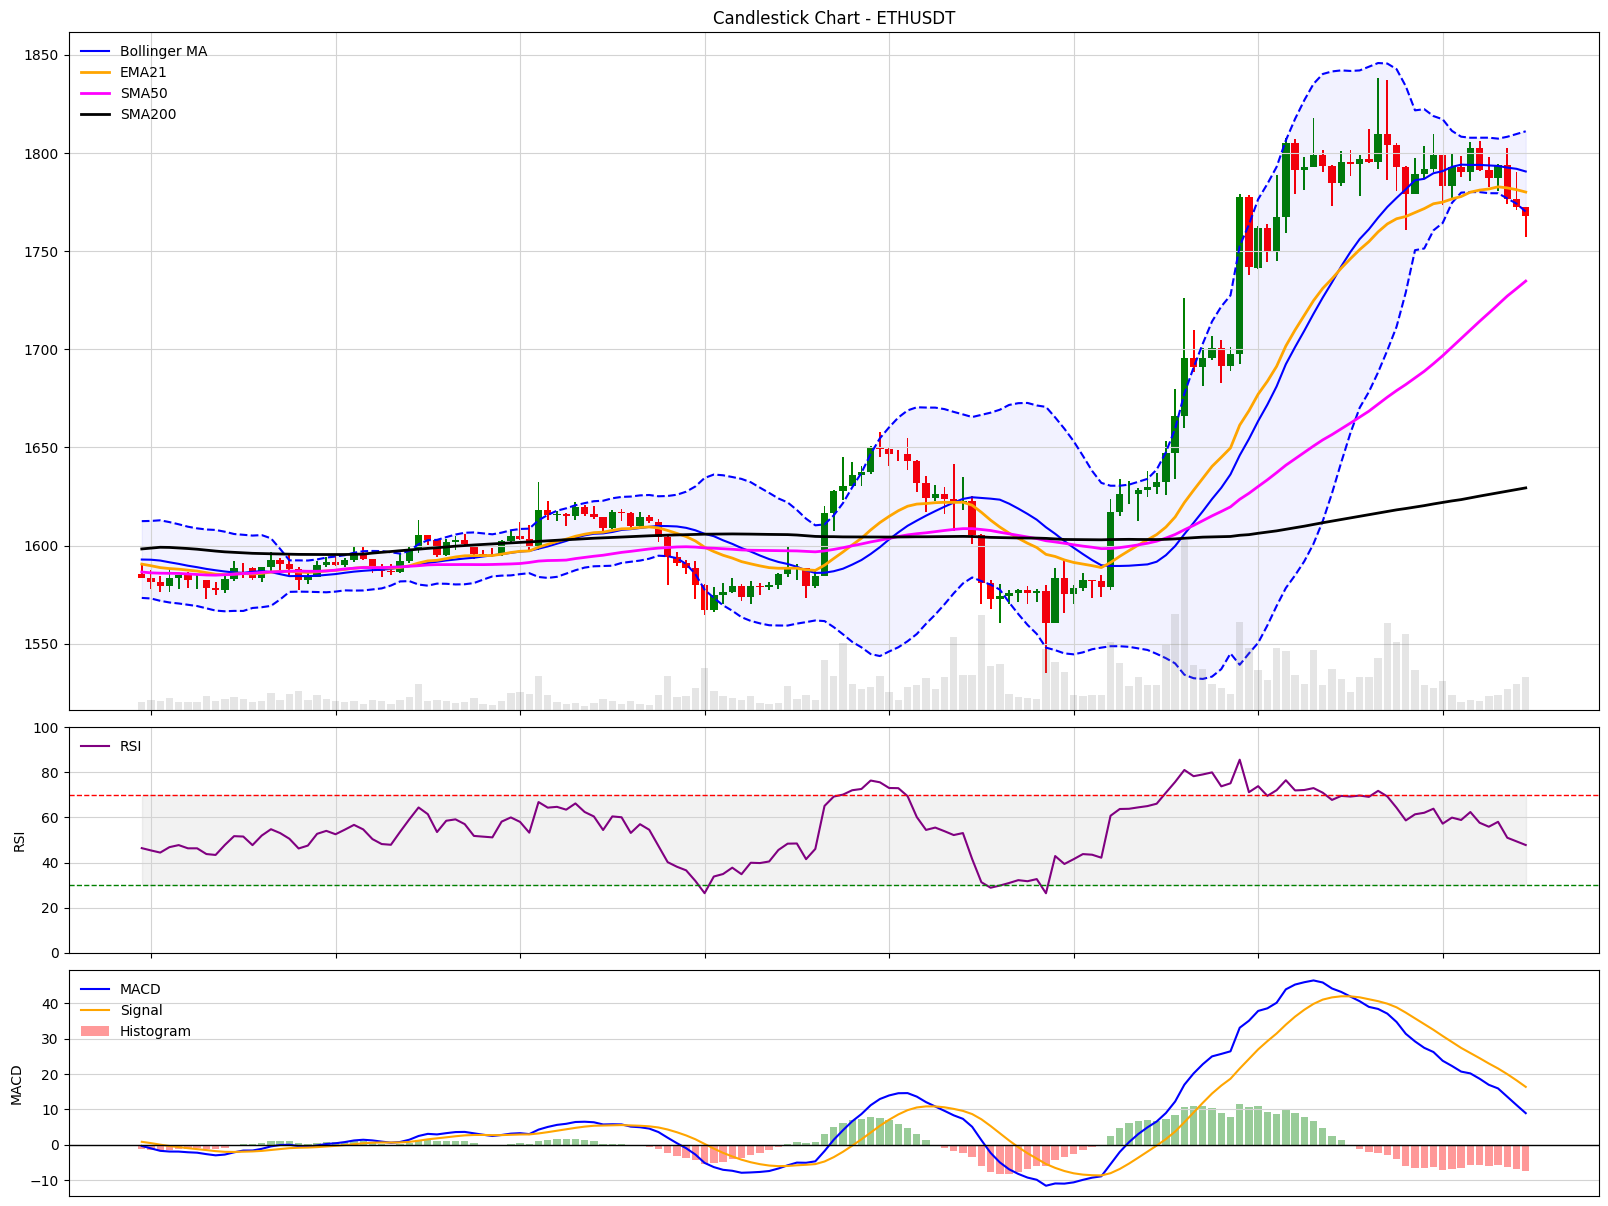 Candlestick Chart - ETHUSDT
Bollinger MA
EMA21
SMA50
SMA200
1850
1800
1750
1700
1650
1600
1550
RSI
100
80
60
40
20
0
RSI
MACD
Signal
Histogram
40
30
20
10
0
−10
MACD